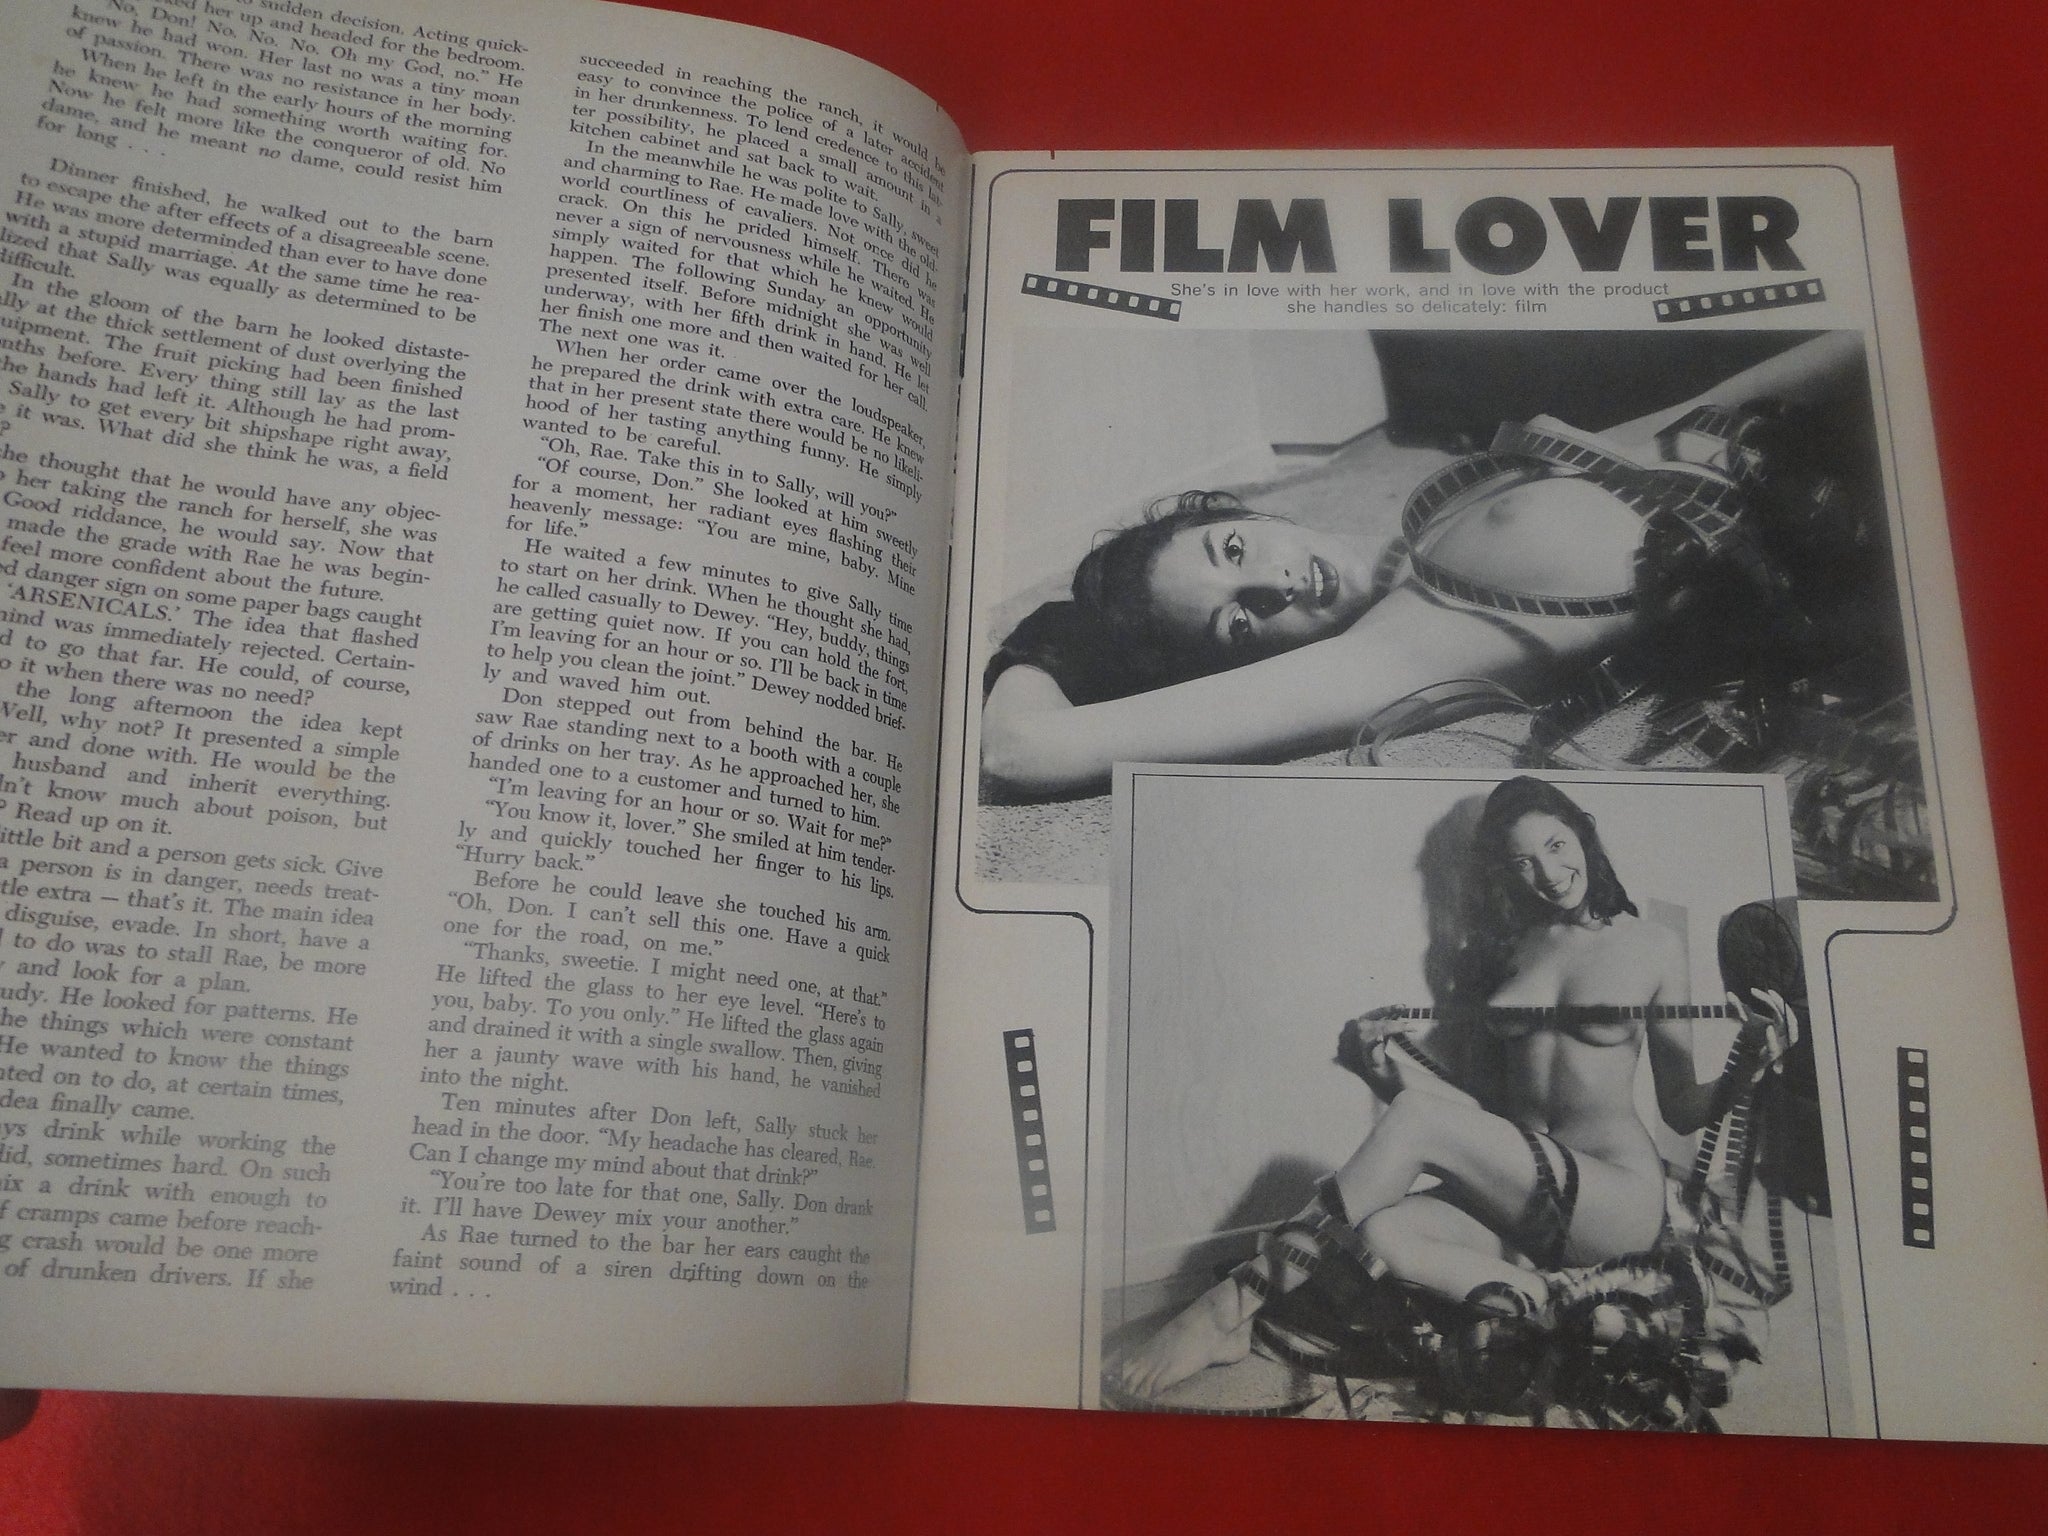 to sudden decision. Acting quick-
ked her up and headed for the bedroom.
"No, Don! No. No. No. Oh my God, no." He
knew he had won. Her last no was a tiny moan
of passion. There was no resistance in her body.
When he left in the early hours of the morning
he knew he had something worth waiting for.
Now he felt more like the conqueror of old. No
dame, and he meant no dame, could resist him
for long . . .
Dinner finished, he walked out to the barn
to escape the after effects of a disagreeable scene.
He was more determinded than ever to have done
with a stupid marriage. At the same time he rea-
lized that Sally was equally as determined to be
difficult.
In the gloom of the barn he looked distaste-
lly at the thick settlement of dust overlying the
uipment. The fruit picking had been finished
nths before. Every thing still lay as the last
the hands had left it. Although he had prom-
Sally to get every bit shipshape right away,
e it was. What did she think he was, a field
?
she thought that he would have any objec-
o her taking the ranch for herself, she was
Good riddance, he would say. Now that
made the grade with Rae he was begin-
feel more confident about the future.
ed danger sign on some paper bags caught
'ARSENICALS.' The idea that flashed
mind was immediately rejected. Certain-
d to go that far. He could, of course,
o it when there was no need?
the long afternoon the idea kept
Well, why not? It presented a simple
er and done with. He would be the
husband and inherit everything.
dn't know much about poison, but
? Read up on it.
little bit and a person gets sick. Give
a person is in danger, needs treat-
tle extra — that's it. The main idea
disguise, evade. In short, have a
l to do was to stall Rae, be more
y and look for a plan.
udy. He looked for patterns. He
he things which were constant
He wanted to know the things
nted on to do, at certain times,
dea finally came.
ys drink while working the
did, sometimes hard. On such
ix a drink with enough to
f cramps came before reach-
g crash would be one more
of drunken drivers. If she
succeeded in reaching the ranch, it would be
easy to convince the police of a later accident
in her drunkenness. To lend credence to this lat-
ter possibility, he placed a small amount in a
kitchen cabinet and sat back to wait.
In the meanwhile he was polite to Sally, sweet
and charming to Rae. He made love with the old-
world courtliness of cavaliers. Not once did he
crack. On this he prided himself. There was
never a sign of nervousness while he waited. He
simply waited for that which he knew would
happen. The following Sunday an opportunity
presented itself. Before midnight she was well
underway, with her fifth drink in hand. He let
her finish one more and then waited for her call.
The next one was it.
When her order came over the loudspeaker,
he prepared the drink with extra care. He knew
that in her present state there would be no likeli-
hood of her tasting anything funny. He simply
wanted to be careful.
"Oh, Rae. Take this in to Sally, will you?"
"Of course, Don." She looked at him sweetly
for a moment, her radiant eyes flashing their
heavenly message: "You are mine, baby. Mine
for life."
He waited a few minutes to give Sally time
to start on her drink. When he thought she had,
he called casually to Dewey. "Hey, buddy, things
are getting quiet now. If you can hold the fort,
I'm leaving for an hour or so. I'll be back in time
to help you clean the joint." Dewey nodded brief-
ly and waved him out.
Don stepped out from behind the bar. He
saw Rae standing next to a booth with a couple
of drinks on her tray. As he approached her, she
handed one to a customer and turned to him.
"I'm leaving for an hour or so. Wait for me?"
"You know it, lover." She smiled at him tender-
ly and quickly touched her finger to his lips.
"Hurry back."
Before he could leave she touched his arm.
"Oh, Don. I can't sell this one. Have a quick
one for the road, on me."
"Thanks, sweetie. I might need one, at that."
He lifted the glass to her eye level. "Here's to
you, baby. To you only." He lifted the glass again
and drained it with a single swallow. Then, giving
her a jaunty wave with his hand, he vanished
into the night.
Ten minutes after Don left, Sally stuck her
head in the door. "My headache has cleared, Rae.
Can I change my mind about that drink?"
"You're too late for that one, Sally. Don drank
it. I'll have Dewey mix your another."
As Rae turned to the bar her ears caught the
faint sound of a siren drifting down on the
wind . . .
FILM LOVER
She's in love with her work, and in love with the product
she handles so delicately: film